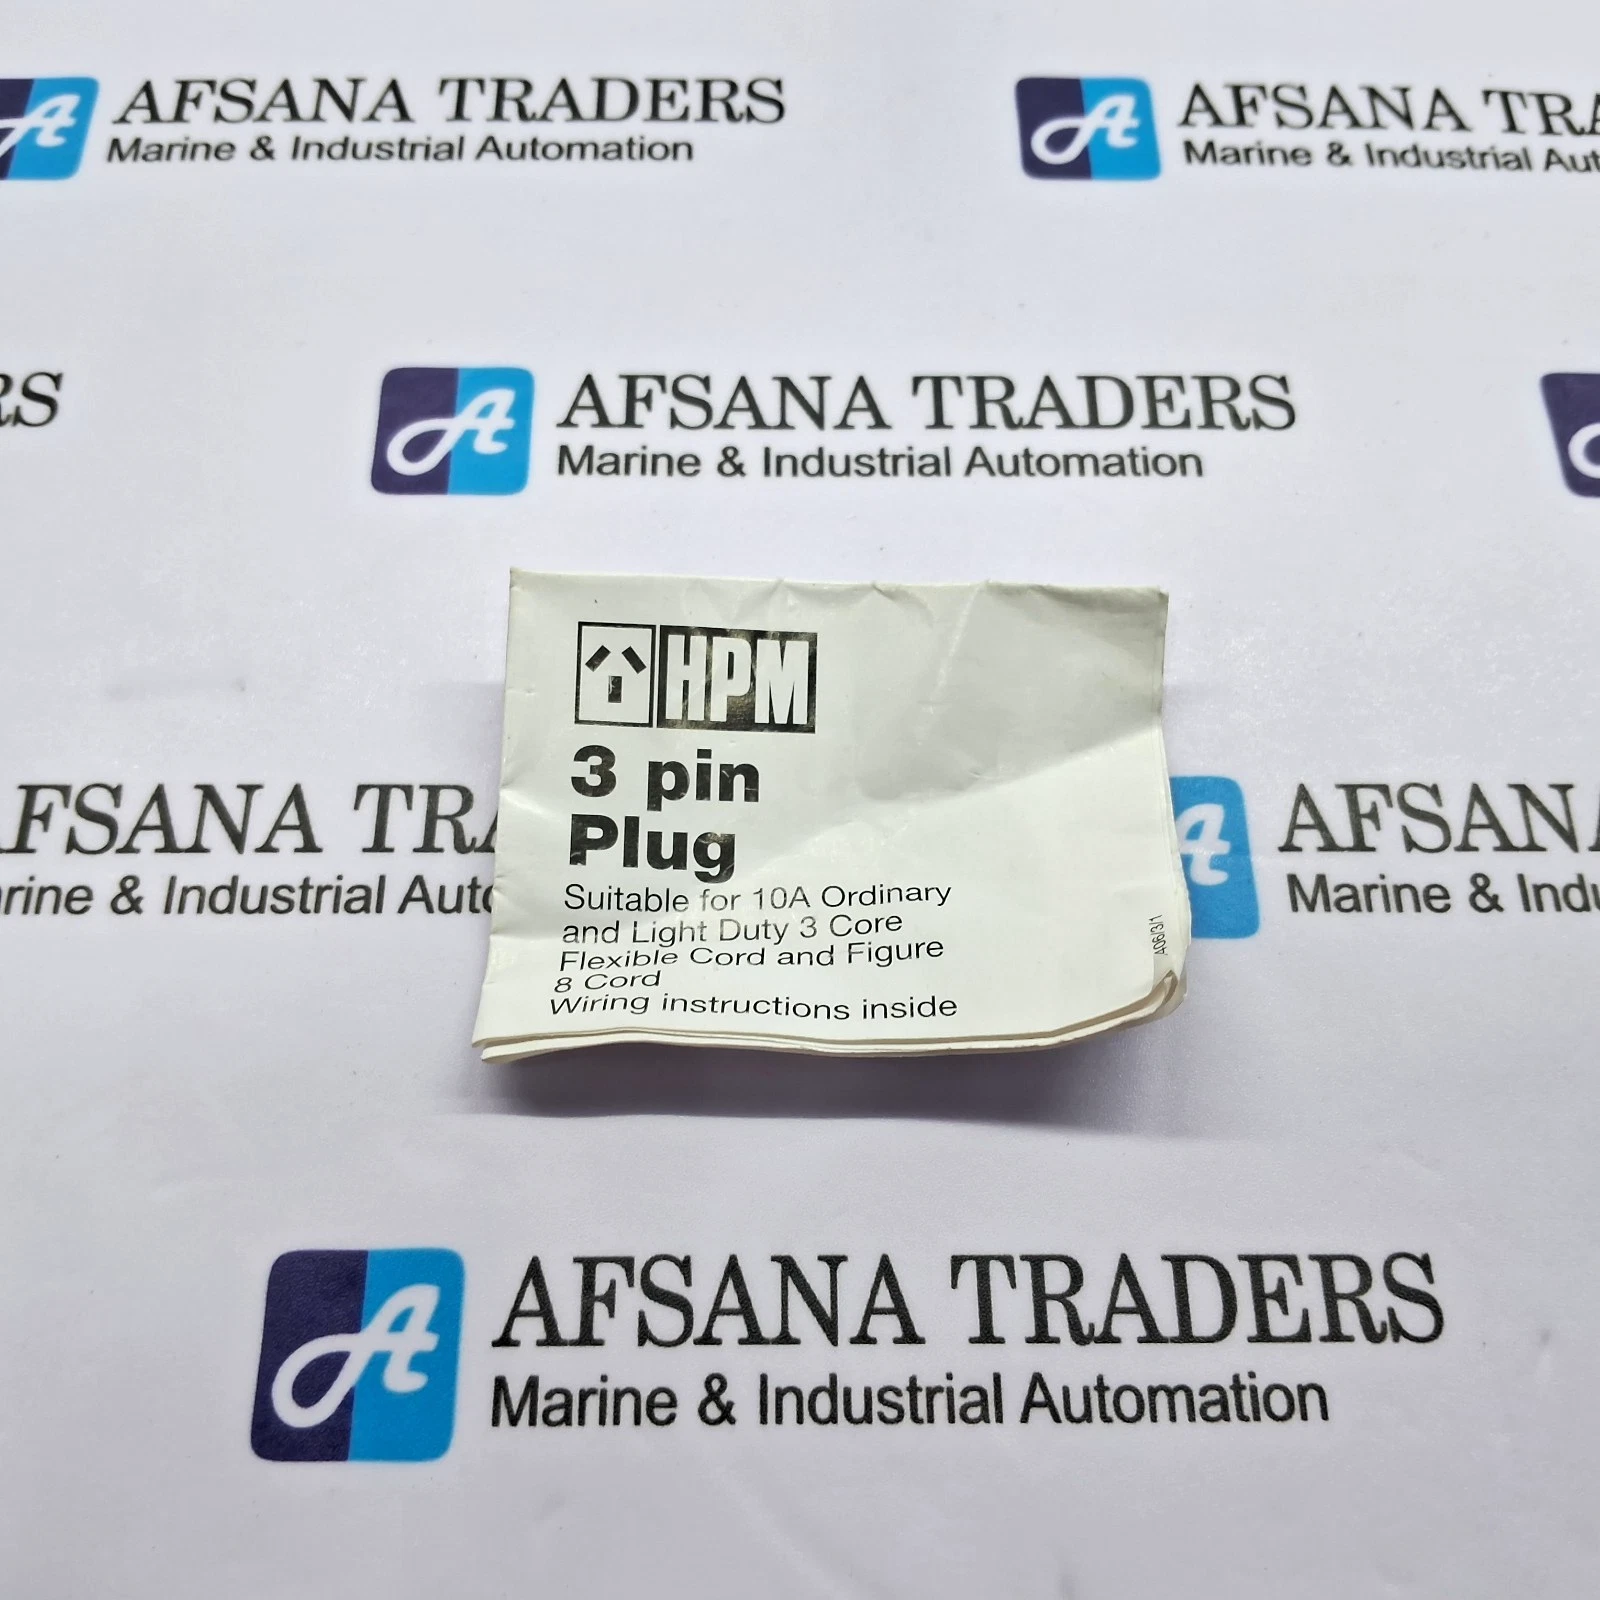 AFSANA TRADERS
Marine & Industrial Automation
AFSANA TRA
Marine & Industrial Aut
RS
AFSANA TRADERS
Marine & Industrial Automation
HPM
3 pin
Plug
Suitable for 10A Ordinary
and Light Duty 3 Core
Flexible Cord and Figure
8 Cord
Wiring instructions inside
A06/3/1
FSANA TRA
rine & Industrial Auto
AFSANA
Marine & Indu
AFSANA TRADERS
Marine & Industrial Automation